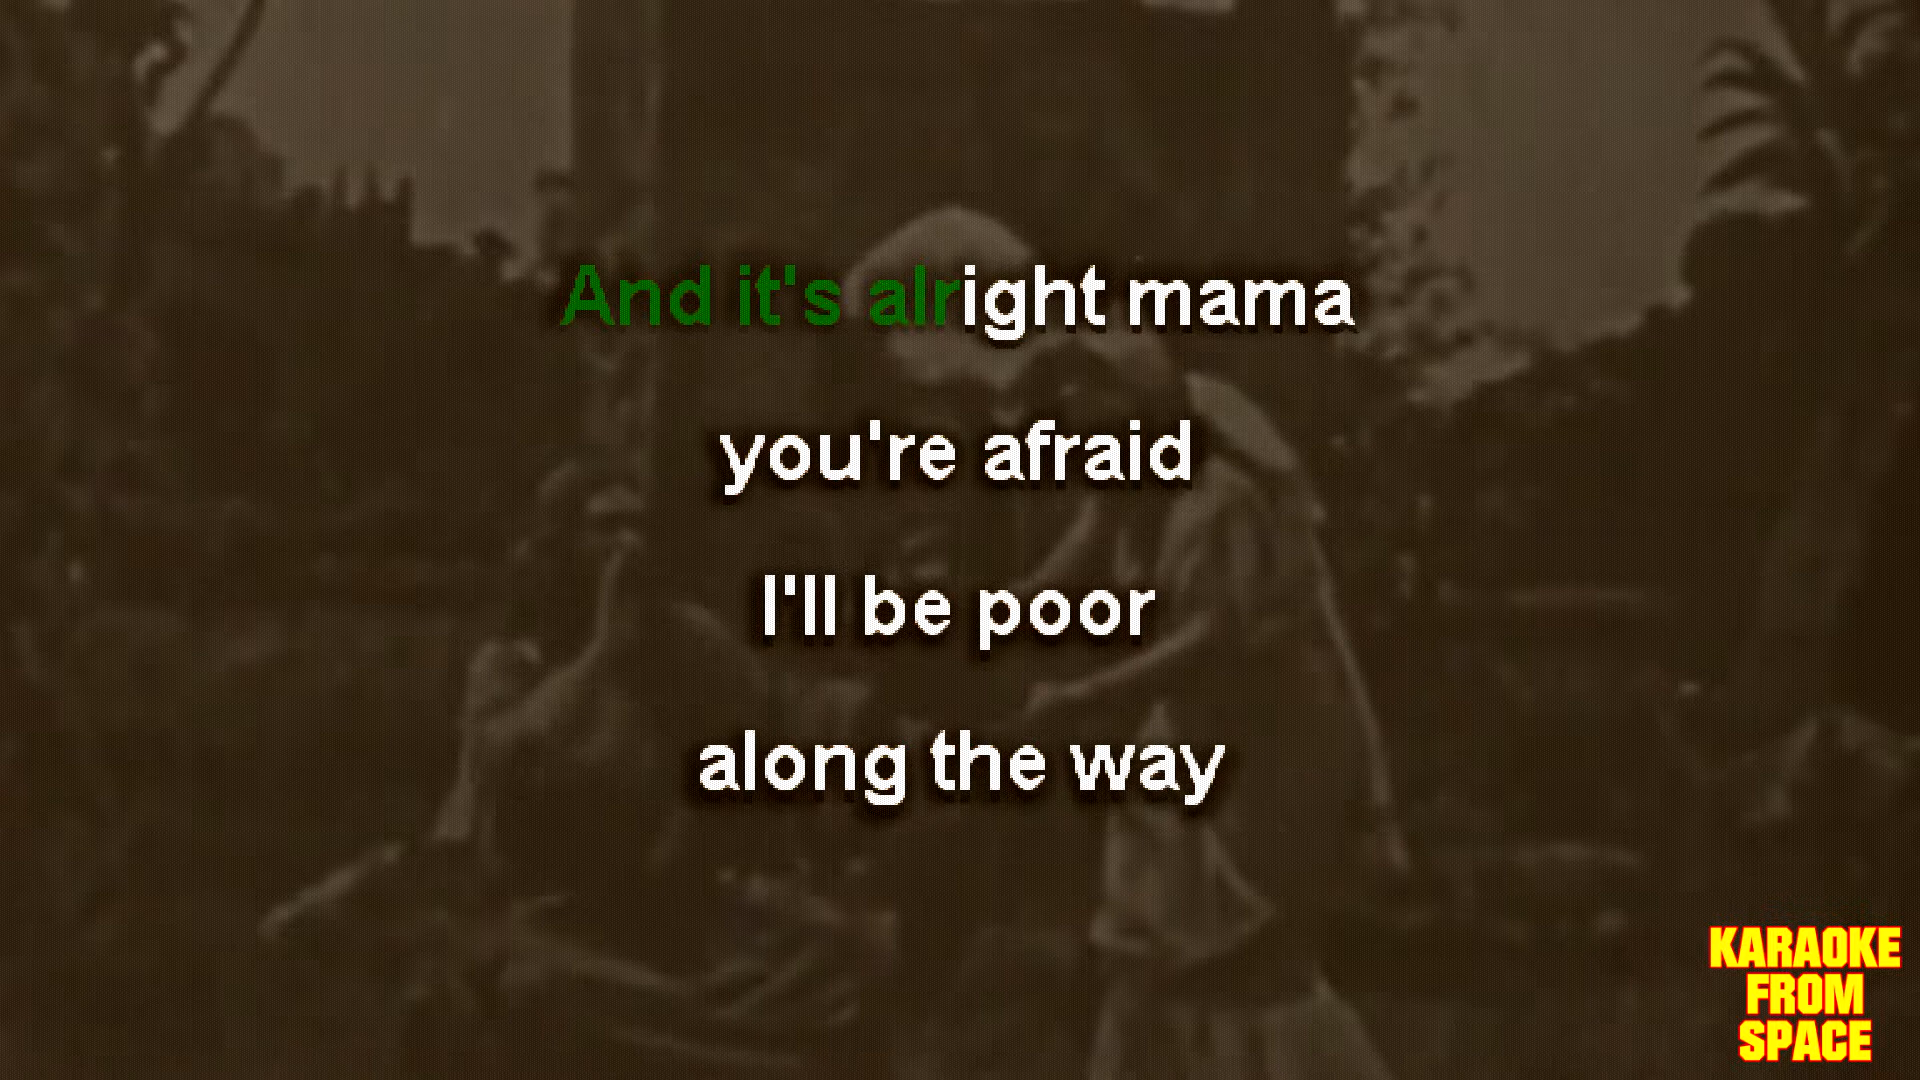 And it's alright mama
you're afraid
I'll be poor
along the way
KARAOKE
FROM
SPACE